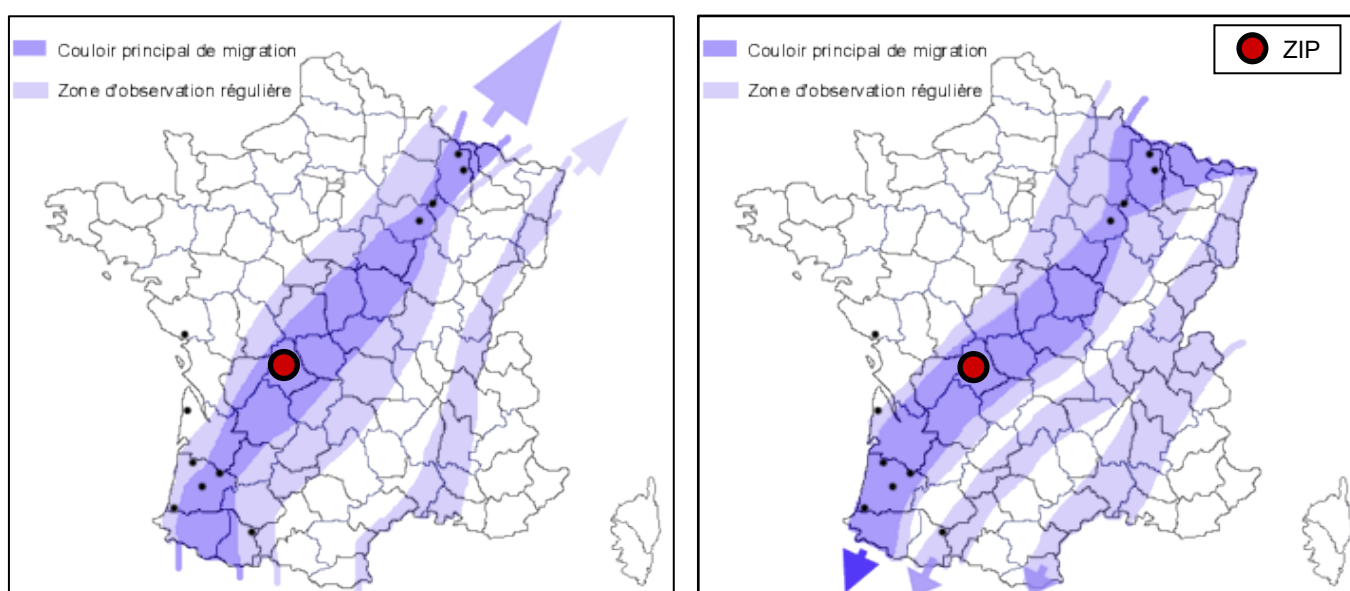 Couloir principal de migration
Zone d'observation régulière
Couloir principal de migration
Zone d'observation régulière
ZIP